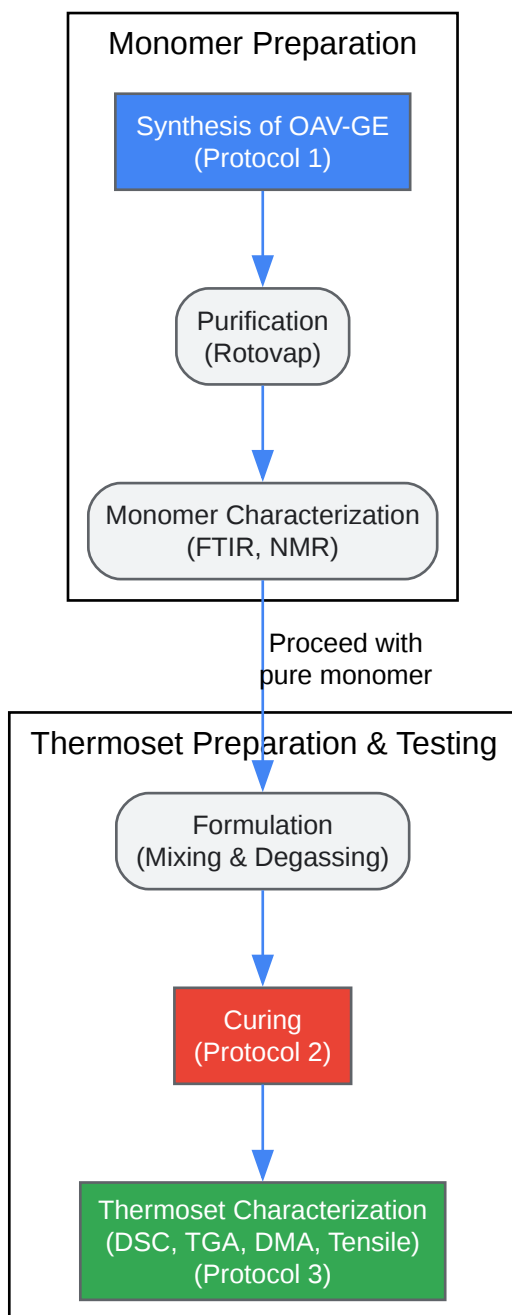 Monomer Preparation
Synthesis of OAV-GE
(Protocol 1)
Purification
(Rotovap)
Monomer Characterization
(FTIR, NMR)
Proceed with
pure monomer
Thermoset Preparation & Testing
Formulation
(Mixing & Degassing)
Curing
(Protocol 2)
Thermoset Characterization
(DSC, TGA, DMA, Tensile)
(Protocol 3)